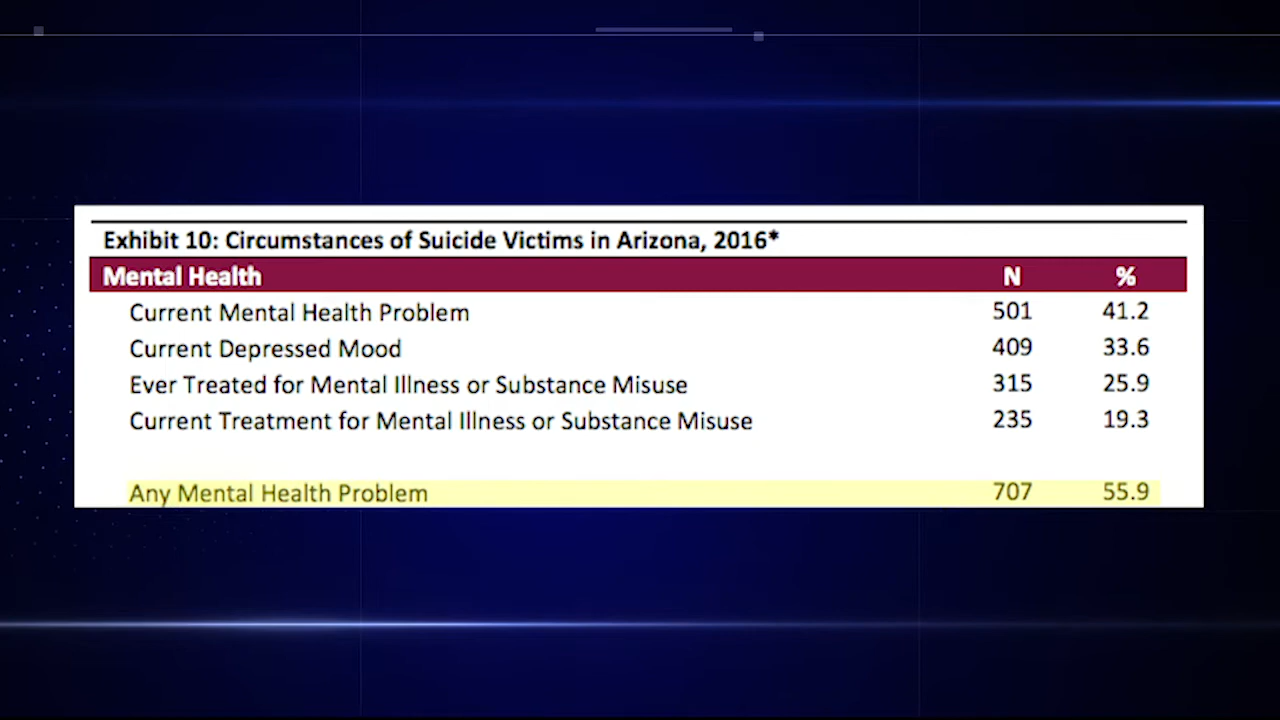 Exhibit 10: Circumstances of Suicide Victims in Arizona, 2016*
Mental Health N %
Current Mental Health Problem 501 41.2
Current Depressed Mood 409 33.6
Ever Treated for Mental Illness or Substance Misuse 315 25.9
Current Treatment for Mental Illness or Substance Misuse 235 19.3
Any Mental Health Problem 707 55.9